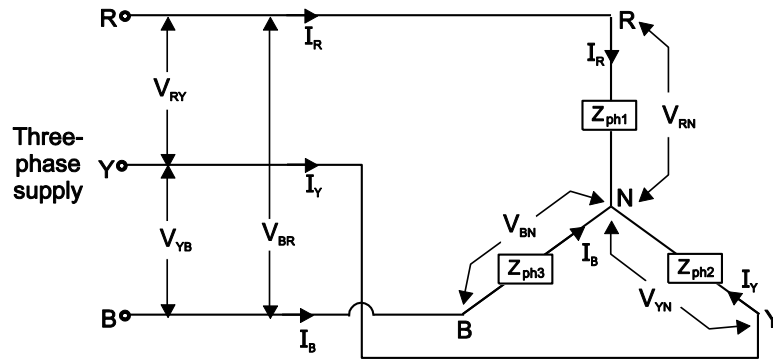 R
I_R
R
I_R
V_RY
Z_ph1
V_RN
Three-
phase
supply
Y
I_Y
N
V_YB
V_BR
V_BN
I_B
Z_ph3
Z_ph2
I_Y
V_YN
B
I_B
B
Y